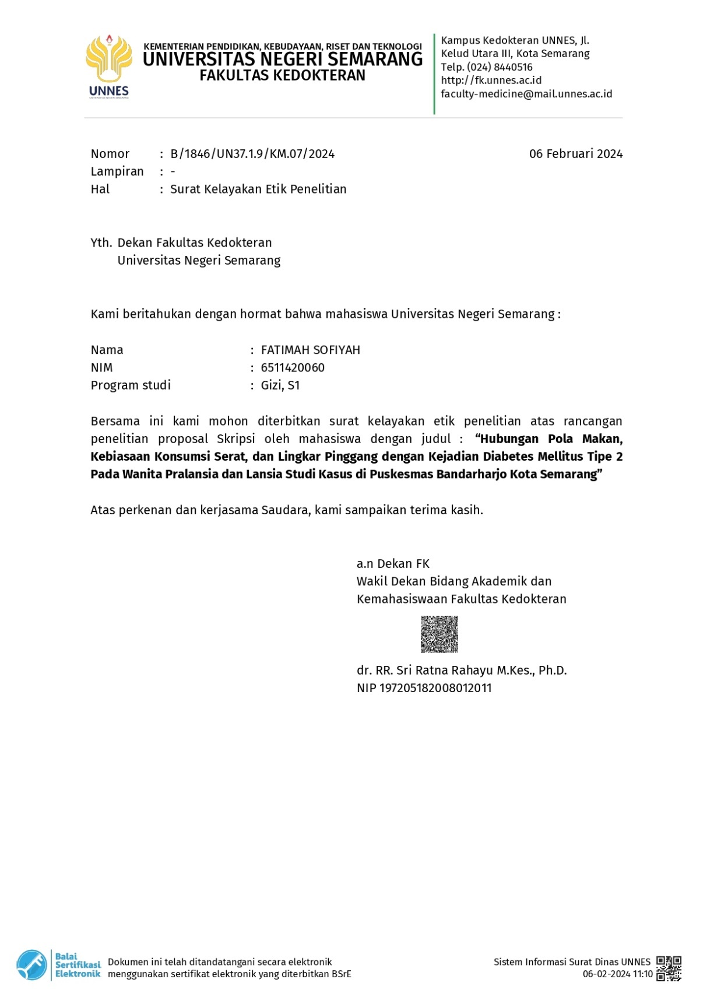 UNNES
UNIVERSITAS NEGERI SEMARANG
KEMENTERIAN PENDIDIKAN, KEBUDAYAAN, RISET DAN TEKNOLOGI
UNIVERSITAS NEGERI SEMARANG
FAKULTAS KEDOKTERAN
Kampus Kedokteran UNNES, Jl.
Kelud Utara III, Kota Semarang
Telp. (024) 8440516
http://fk.unnes.ac.id
faculty-medicine@mail.unnes.ac.id
Nomor : B/1846/UN37.1.9/KM.07/2024 06 Februari 2024
Lampiran : -
Hal : Surat Kelayakan Etik Penelitian
Yth. Dekan Fakultas Kedokteran
Universitas Negeri Semarang
Kami beritahukan dengan hormat bahwa mahasiswa Universitas Negeri Semarang :
Nama : FATIMAH SOFIYAH
NIM : 6511420060
Program studi : Gizi, S1
Bersama ini kami mohon diterbitkan surat kelayakan etik penelitian atas rancangan
penelitian proposal Skripsi oleh mahasiswa dengan judul : “Hubungan Pola Makan,
Kebiasaan Konsumsi Serat, dan Lingkar Pinggang dengan Kejadian Diabetes Mellitus Tipe 2
Pada Wanita Pralansia dan Lansia Studi Kasus di Puskesmas Bandarharjo Kota Semarang”
Atas perkenan dan kerjasama Saudara, kami sampaikan terima kasih.
a.n Dekan FK
Wakil Dekan Bidang Akademik dan
Kemahasiswaan Fakultas Kedokteran
dr. RR. Sri Ratna Rahayu M.Kes., Ph.D.
NIP 197205182008012011
Balai
Sertifikasi
Elektronik
Dokumen ini telah ditandatangani secara elektronik
menggunakan sertifikat elektronik yang diterbitkan BSrE
Sistem Informasi Surat Dinas UNNES
06-02-2024 11:10